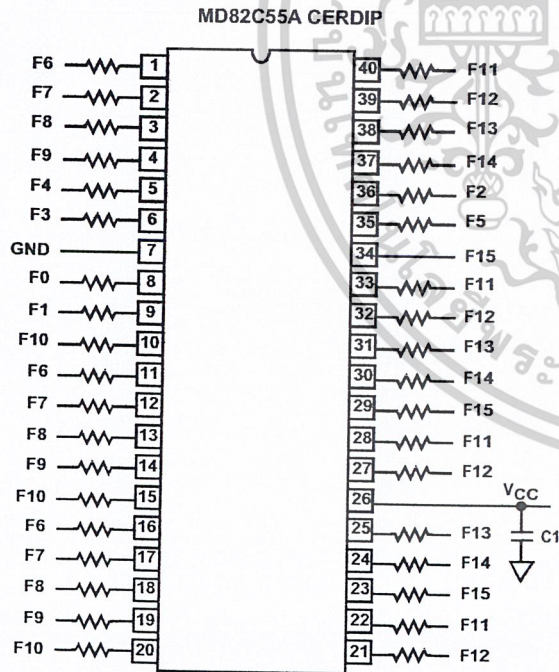 MD82C55A CERDIP
F6 1 40 F11
F7 2 39 F12
F8 3 38 F13
F9 4 37 F14
F4 5 36 F2
F3 6 35 F5
GND 7 34 F15
F0 8 33 F11
F1 9 32 F12
F10 10 31 F13
F6 11 30 F14
F7 12 29 F15
F8 13 28 F11
F9 14 27 F12
F10 15 26 VCC
F6 16 25 F13 C1
F7 17 24 F14
F8 18 23 F15
F9 19 22 F11
F10 20 21 F12